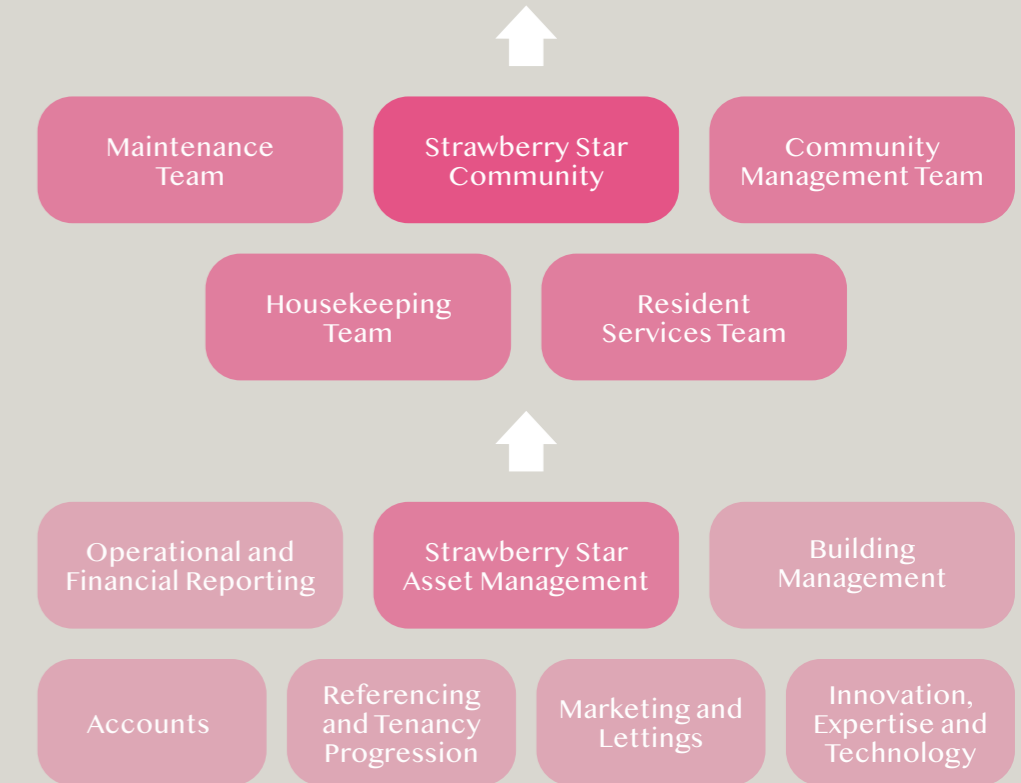 Maintenance
Team
Strawberry Star
Community
Community
Management Team
Housekeeping
Team
Resident
Services Team
Operational and
Financial Reporting
Strawberry Star
Asset Management
Building
Management
Accounts
Referencing
and Tenancy
Progression
Marketing and
Lettings
Innovation,
Expertise and
Technology